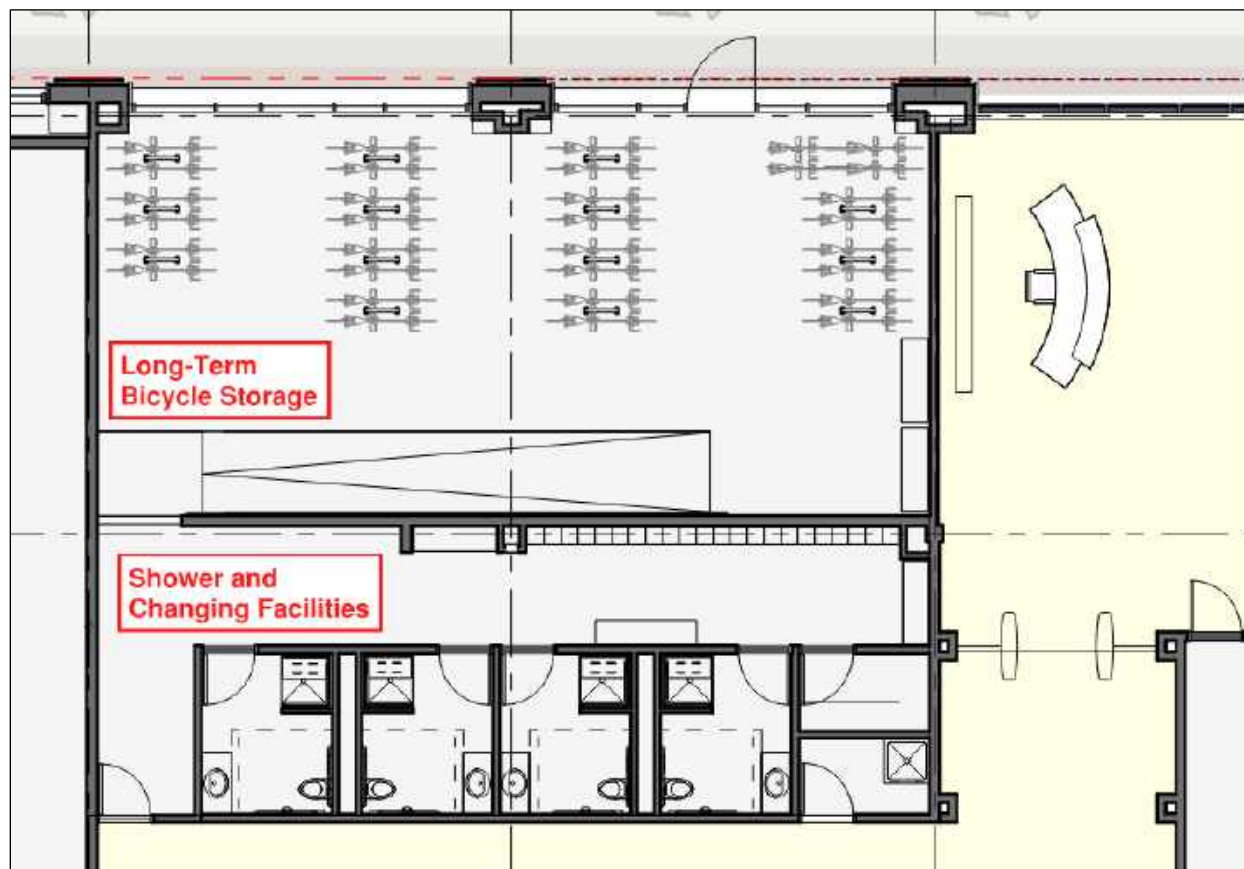 Long-Term
Bicycle Storage
Shower and
Changing Facilities